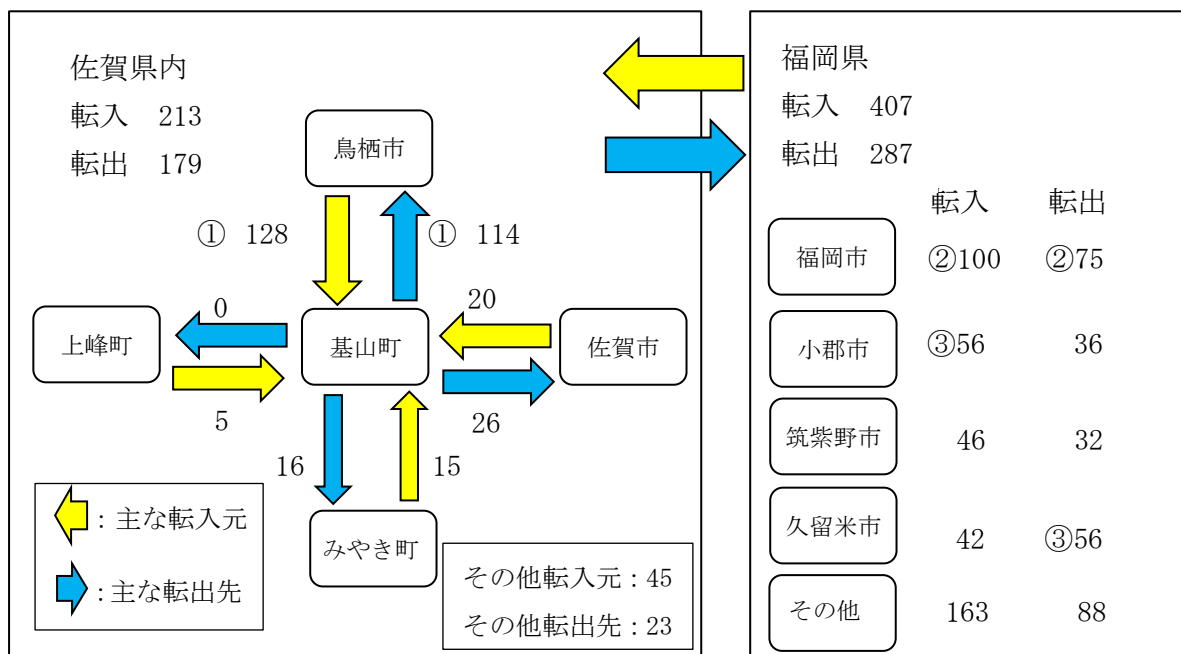 佐賀県内
転入 213
転出 179
鳥栖市
① 128
① 114
0
20
上峰町
基山町
佐賀市
5
26
16
15
みやき町
：主な転入元
：主な転出先
その他転入元：45
その他転出先：23
福岡県
転入 407
転出 287
転入 転出
福岡市 ②100 ②75
小郡市 ③56 36
筑紫野市 46 32
久留米市 42 ③56
その他 163 88